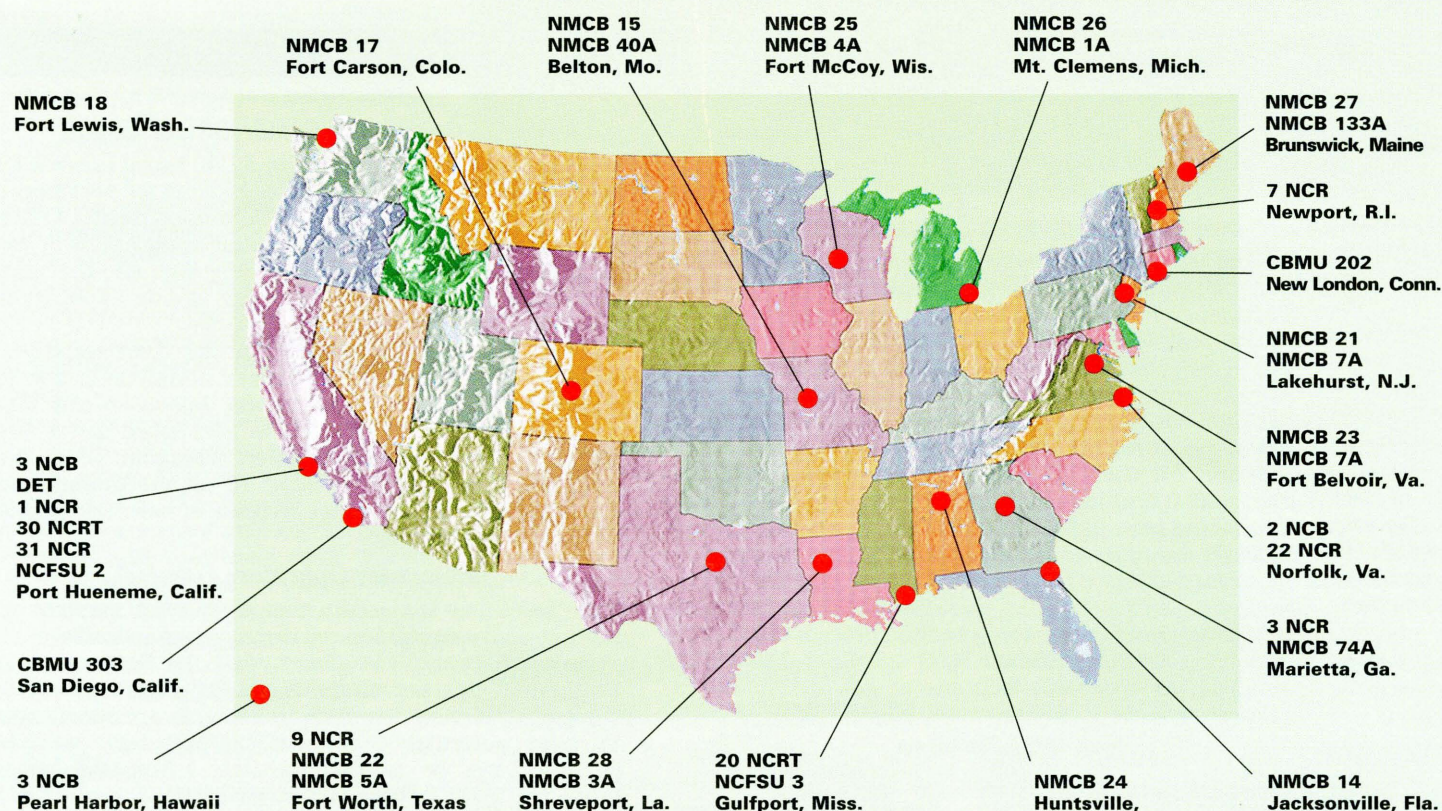 NMCB 17
Fort Carson, Colo.
NMCB 15
NMCB 40A
Belton, Mo.
NMCB 25
NMCB 4A
Fort McCoy, Wis.
NMCB 26
NMCB 1A
Mt. Clemens, Mich.
NMCB 18
Fort Lewis, Wash.
NMCB 27
NMCB 133A
Brunswick, Maine
7 NCR
Newport, R.I.
CBMU 202
New London, Conn.
NMCB 21
NMCB 7A
Lakehurst, N.J.
NMCB 23
NMCB 7A
Fort Belvoir, Va.
2 NCB
22 NCR
Norfolk, Va.
3 NCR
NMCB 74A
Marietta, Ga.
3 NCB
DET
1 NCR
30 NCRT
31 NCR
NCFSU 2
Port Hueneme, Calif.
CBMU 303
San Diego, Calif.
3 NCB
Pearl Harbor, Hawaii
9 NCR
NMCB 22
NMCB 5A
Fort Worth, Texas
NMCB 28
NMCB 3A
Shreveport, La.
20 NCRT
NCFSU 3
Gulfport, Miss.
NMCB 24
Huntsville,
NMCB 14
Jacksonville, Fla.